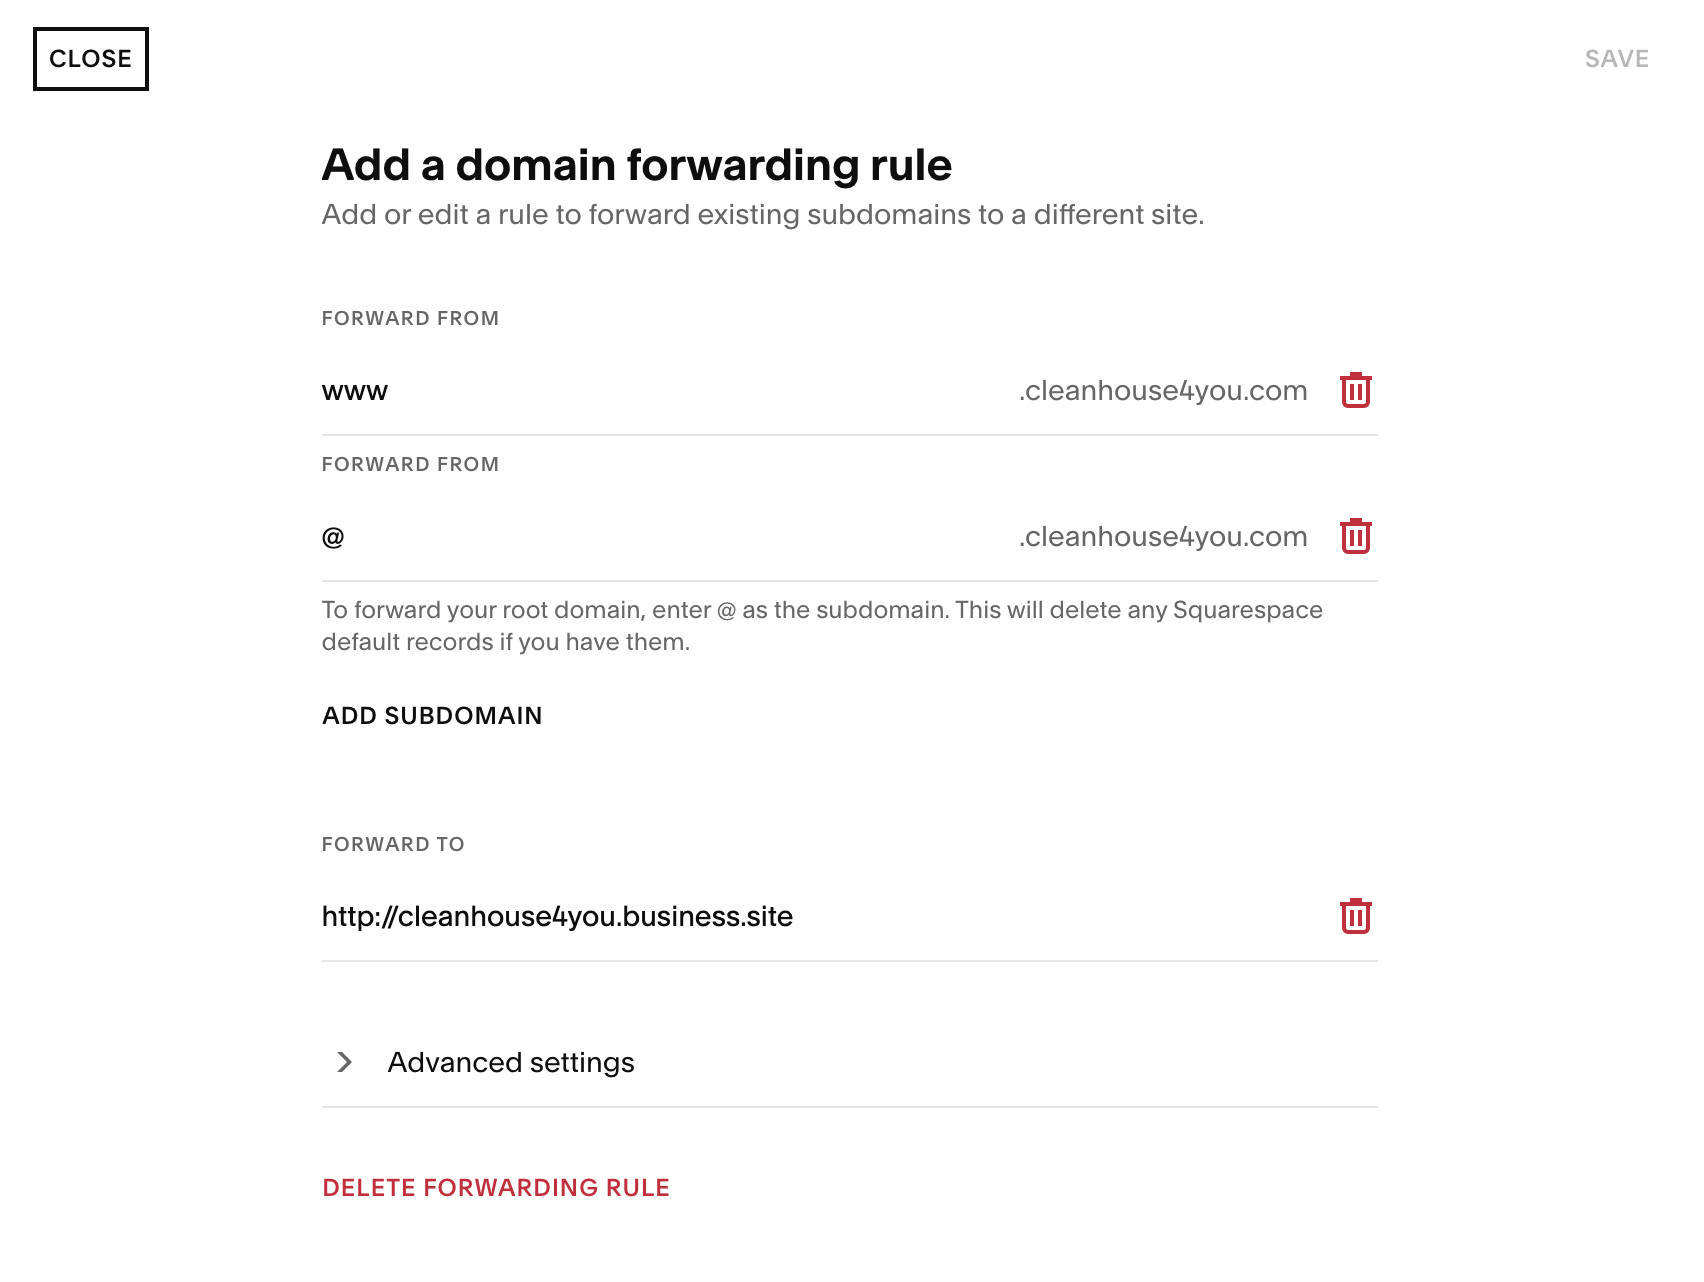 CLOSE
SAVE
Add a domain forwarding rule
Add or edit a rule to forward existing subdomains to a different site.
FORWARD FROM
www .cleanhouse4you.com
FORWARD FROM
@ .cleanhouse4you.com
To forward your root domain, enter @ as the subdomain. This will delete any Squarespace
default records if you have them.
ADD SUBDOMAIN
FORWARD TO
http://cleanhouse4you.business.site
Advanced settings
DELETE FORWARDING RULE